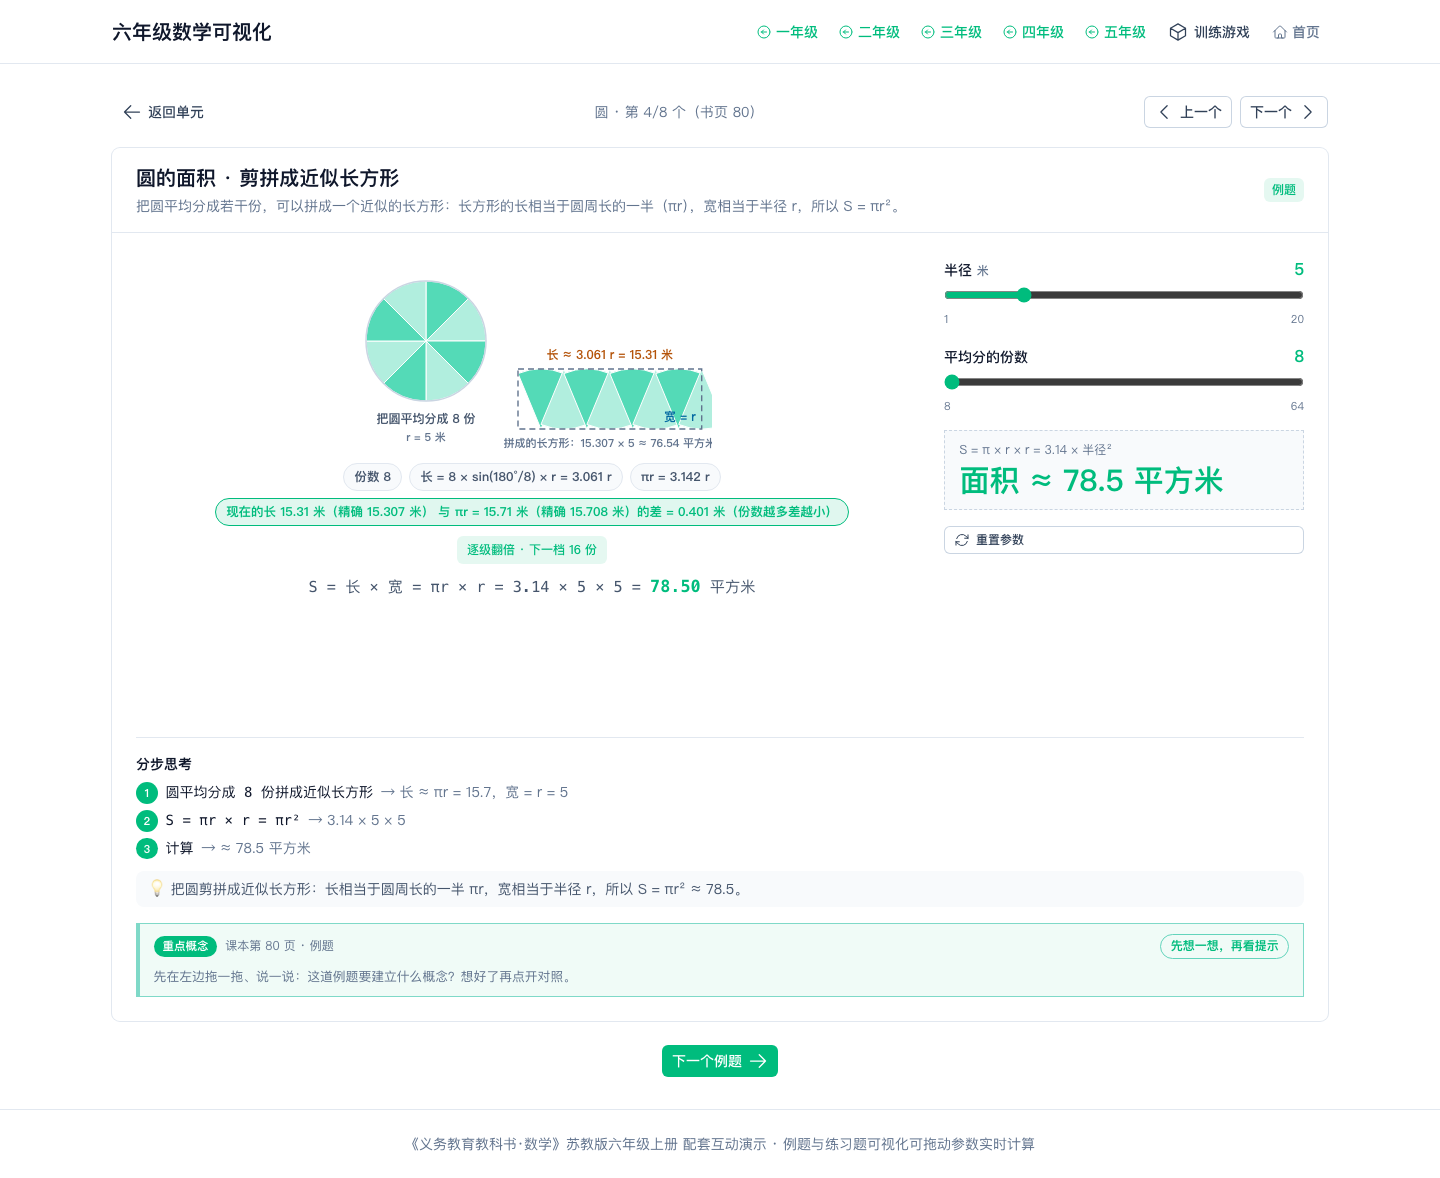 六年级数学可视化
一年级 二年级 三年级 四年级 五年级 训练游戏 首页
返回单元
圆 · 第 4/8 个（书页 80）
上一个 下一个
圆的面积 · 剪拼成近似长方形
例题
把圆平均分成若干份，可以拼成一个近似的长方形：长方形的长相当于圆周长的一半（πr），宽相当于半径 r，所以 S = πr²。
长 ≈ 3.061 r = 15.31 米
宽 = r
把圆平均分成 8 份
r = 5 米
拼成的长方形：15.307 × 5 ≈ 76.54 平方
份数 8
长 = 8 × sin(180°/8) × r = 3.061 r
πr = 3.142 r
现在的长 15.31 米（精确 15.307 米） 与 πr = 15.71 米（精确 15.708 米）的差 = 0.401 米（份数越多差越小）
逐级翻倍 · 下一档 16 份
S = 长 × 宽 = πr × r = 3.14 × 5 × 5 = 78.50 平方米
半径 米 5
1 20
平均分的份数 8
8 64
S = π × r × r = 3.14 × 半径²
面积 ≈ 78.5 平方米
重置参数
分步思考
1 圆平均分成 8 份拼成近似长方形 → 长 ≈ πr = 15.7，宽 = r = 5
2 S = πr × r = πr² → 3.14 × 5 × 5
3 计算 → ≈ 78.5 平方米
把圆剪拼成近似长方形：长相当于圆周长的一半 πr，宽相当于半径 r，所以 S = πr² ≈ 78.5。
重点概念 课本第 80 页 · 例题
先想一想，再看提示
先在左边拖一拖、说一说：这道例题要建立什么概念？想好了再点开对照。
下一个例题
《义务教育教科书·数学》苏教版六年级上册 配套互动演示 · 例题与练习题可视化可拖动参数实时计算